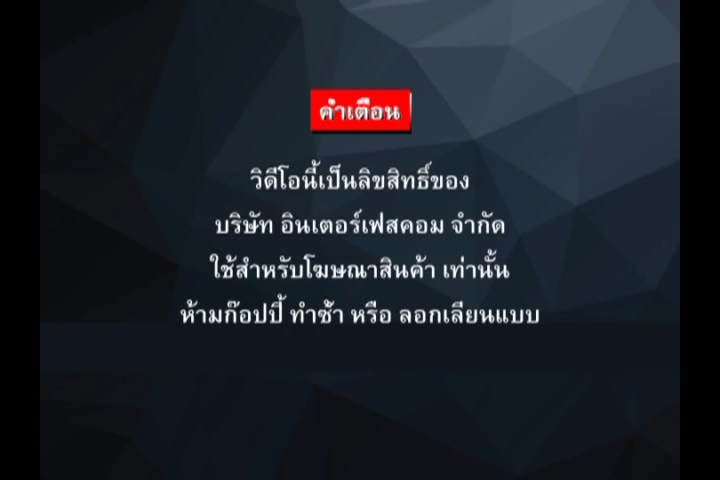 คำเตือน
วิดีโอนี้เป็นลิขสิทธิ์ของ
บริษัท อินเตอร์เฟสคอม จำกัด
ใช้สำหรับโฆษณาสินค้า เท่านั้น
ห้ามก๊อปปี้ ทำซ้ำ หรือ ลอกเลียนแบบ